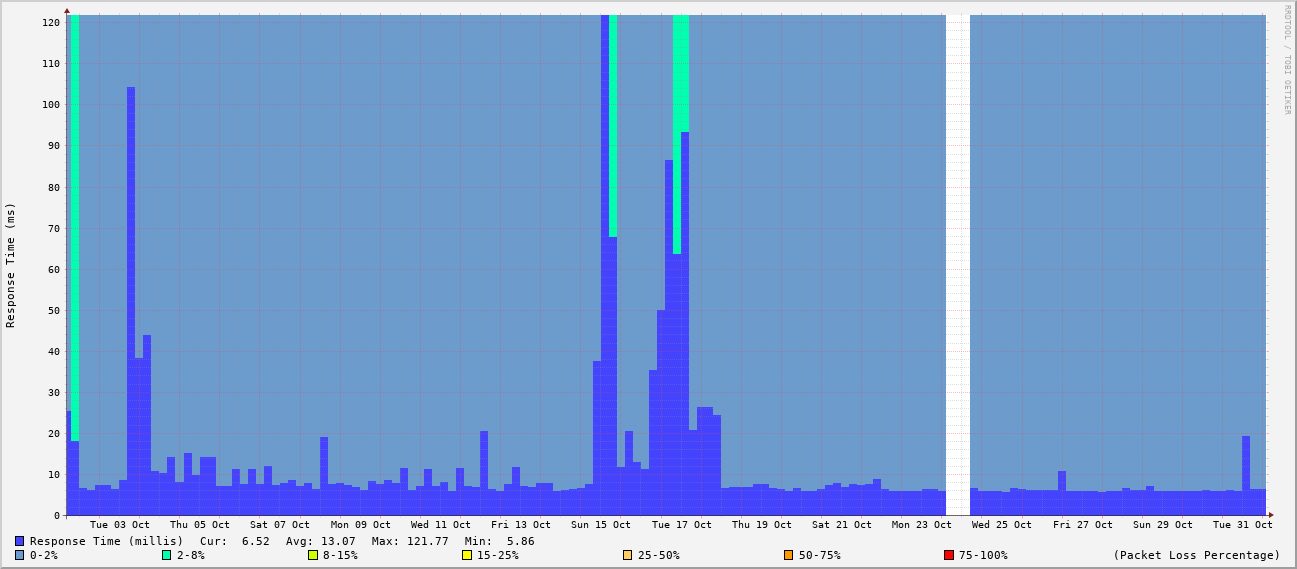 120
110
100
90
80
70
60
50
40
30
20
10
0
Response Time (ms)
RRDTOOL / TOBI OETIKER
Tue 03 Oct Thu 05 Oct Sat 07 Oct Mon 09 Oct Wed 11 Oct Fri 13 Oct Sun 15 Oct Tue 17 Oct Thu 19 Oct Sat 21 Oct Mon 23 Oct Wed 25 Oct Fri 27 Oct Sun 29 Oct Tue 31 Oct
Response Time (millis) Cur: 6.52 Avg: 13.07 Max: 121.77 Min: 5.86
0-2% 2-8% 8-15% 15-25% 25-50% 50-75% 75-100% (Packet Loss Percentage)